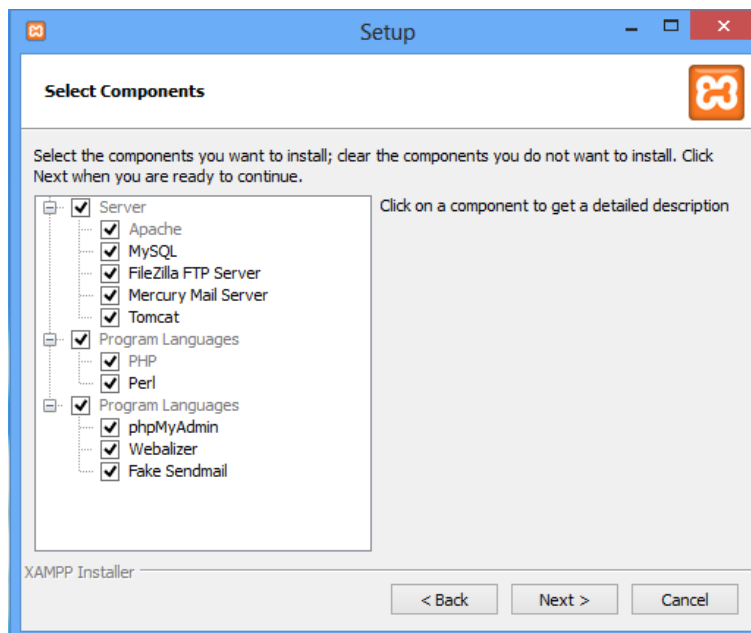 Setup
Select Components
Select the components you want to install; clear the components you do not want to install. Click
Next when you are ready to continue.
Server
Apache
MySQL
FileZilla FTP Server
Mercury Mail Server
Tomcat
Program Languages
PHP
Perl
Program Languages
phpMyAdmin
Webalizer
Fake Sendmail
Click on a component to get a detailed description
XAMPP Installer
< Back
Next >
Cancel